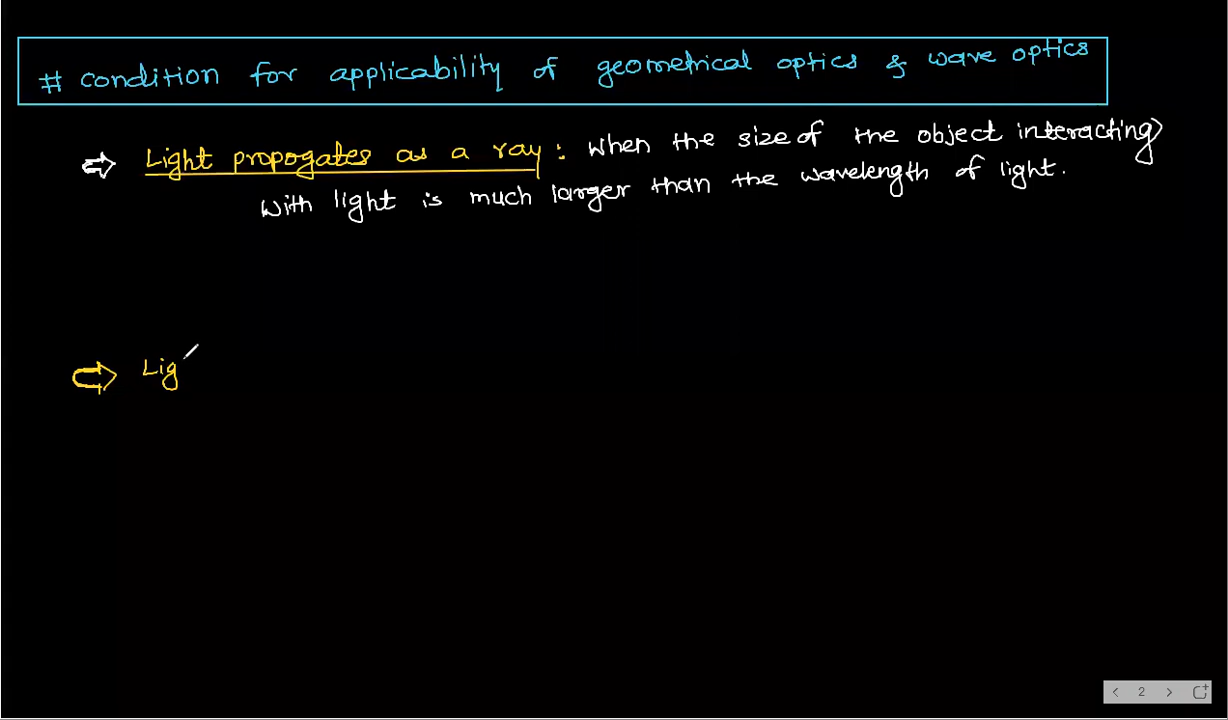 # condition for applicability of geometrical optics & wave optics
⇨ Light propogates as a ray : when the size of the object interacting
with light is much larger than the wavelength of light.
⇨ Lig
2